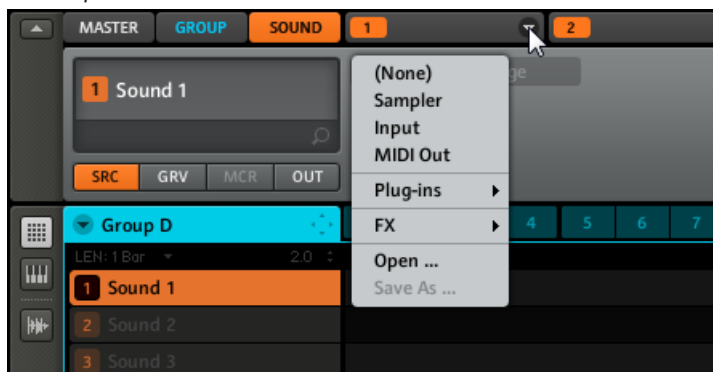 MASTER GROUP SOUND 1 2
1 Sound 1
SRC GRV MCR OUT
(None)
Sampler
Input
MIDI Out
Plug-ins
FX
Open ...
Save As ...
Group D 4 5 6 7
LEN: 1 Bar 2.0
1 Sound 1
2 Sound 2
3 Sound 3